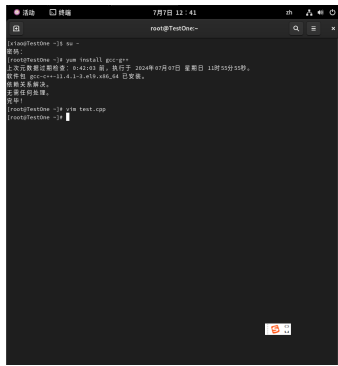 活动 终端 7月7日 12：41 zh
root@TestOne:~
[xiao@TestOne ~]$ su -
密码：
[root@TestOne ~]# yum install gcc-g++
上次元数据过期检查：0:42:03 前，执行于 2024年07月07日 星期日 11时55分55秒。
软件包 gcc-c++-11.4.1-3.el9.x86_64 已安装。
依赖关系解决。
无需任何处理。
完毕！
[root@TestOne ~]# vim test.cpp
[root@TestOne ~]#